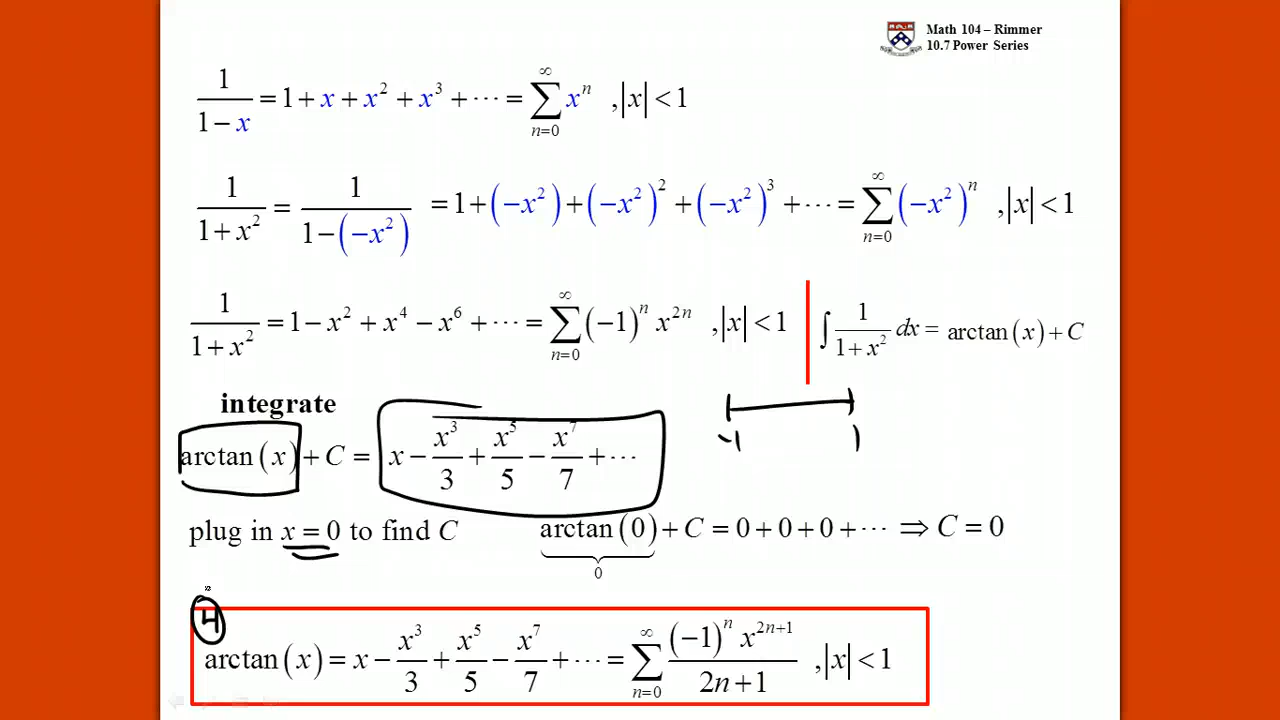 Math 104 – Rimmer
10.7 Power Series
1/(1 − x) = 1 + x + x² + x³ + ⋯ = ∑_{n=0}^{∞} xⁿ , |x| < 1
1/(1 + x²) = 1/(1 − (−x²)) = 1 + (−x²) + (−x²)² + (−x²)³ + ⋯ = ∑_{n=0}^{∞} (−x²)ⁿ , |x| < 1
1/(1 + x²) = 1 − x² + x⁴ − x⁶ + ⋯ = ∑_{n=0}^{∞} (−1)ⁿ x²ⁿ , |x| < 1
∫ 1/(1 + x²) dx = arctan(x) + C
integrate
-1 1
arctan(x) + C = x − x³/3 + x⁵/5 − x⁷/7 + ⋯
plug in x = 0 to find C
arctan(0) + C = 0 + 0 + 0 + ⋯ ⇒ C = 0
0
4
arctan(x) = x − x³/3 + x⁵/5 − x⁷/7 + ⋯ = ∑_{n=0}^{∞} (−1)ⁿ x²ⁿ⁺¹/(2n + 1) , |x| < 1